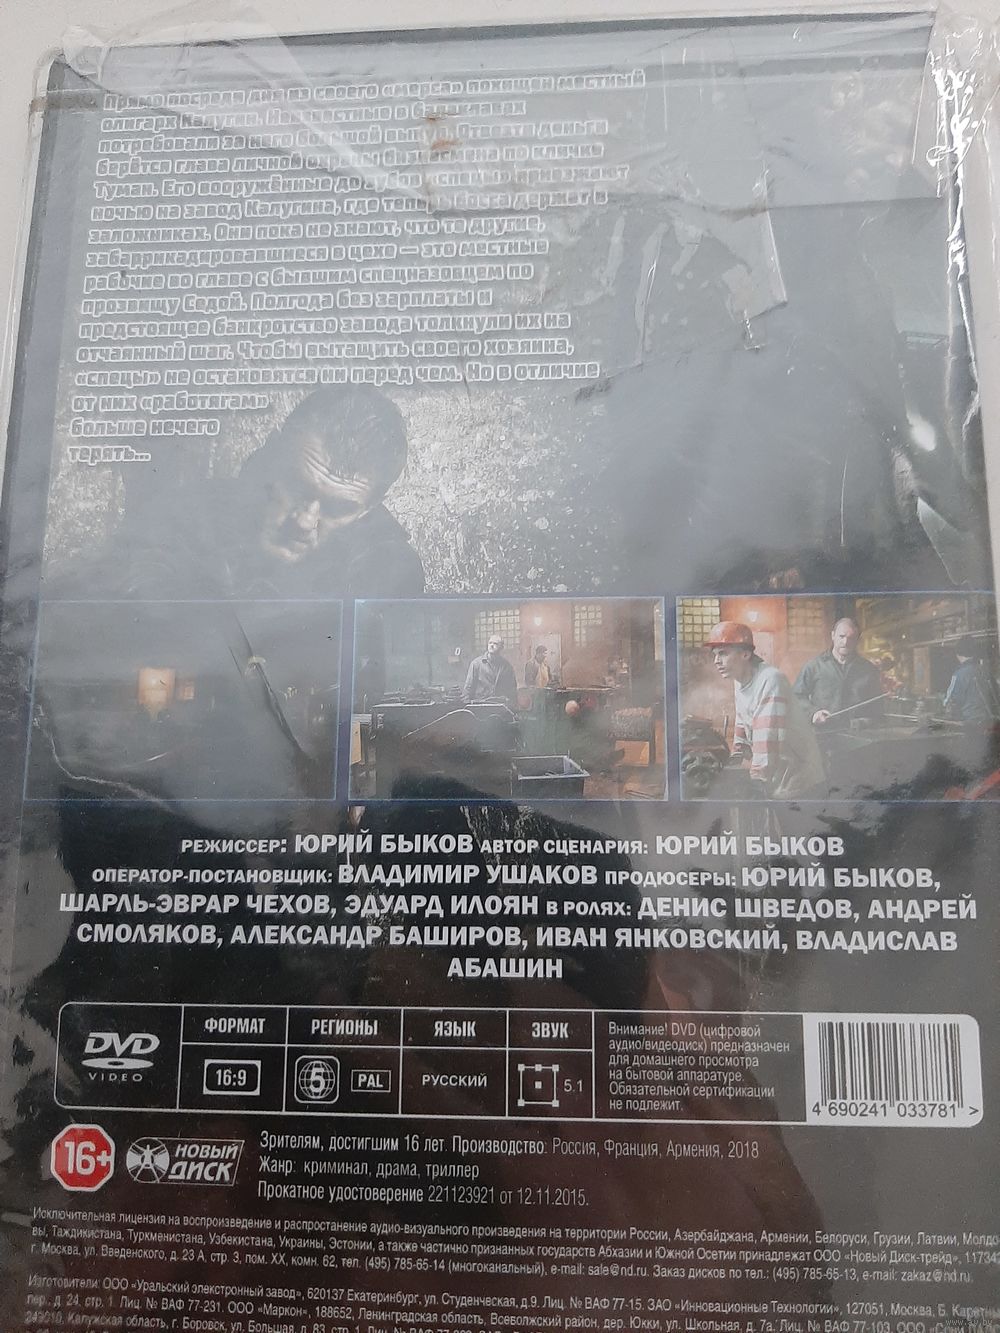 Прямо посреди дня из своего «мерса» похищен местный
олигарх Калугин. Неизвестные в балаклавах
потребовали за него большой выкуп. Отвезти деньги
берётся глава личной охраны бизнесмена по кличке
Туман. Его вооружённые до зубов «спецы» приезжают
ночью на завод Калугина, где теперь босса держат в
заложниках. Они пока не знают, что те другие,
забаррикадировавшиеся в цехе — это местные
рабочие во главе с бывшим спецназовцем по
прозвищу Седой. Полгода без зарплаты и
предстоящее банкротство завода толкнули их на
отчаянный шаг. Чтобы вытащить своего хозяина,
«спецы» не остановятся ни перед чем. Но в отличие
от них «работягам»
больше нечего
терять...
РЕЖИССЕР: ЮРИЙ БЫКОВ АВТОР СЦЕНАРИЯ: ЮРИЙ БЫКОВ
ОПЕРАТОР-ПОСТАНОВЩИК: ВЛАДИМИР УШАКОВ ПРОДЮСЕРЫ: ЮРИЙ БЫКОВ,
ШАРЛЬ-ЭВРАР ЧЕХОВ, ЭДУАРД ИЛОЯН В РОЛЯХ: ДЕНИС ШВЕДОВ, АНДРЕЙ
СМОЛЯКОВ, АЛЕКСАНДР БАШИРОВ, ИВАН ЯНКОВСКИЙ, ВЛАДИСЛАВ
АБАШИН
DVD
VIDEO
ФОРМАТ
16:9
РЕГИОНЫ
5 PAL
ЯЗЫК
РУССКИЙ
ЗВУК
5.1
Внимание! DVD (цифровой
аудио/видеодиск) предназначен
для домашнего просмотра
на бытовой аппаратуре.
Обязательной сертификации
не подлежит.
4 690241 033781 >
16+
НОВЫЙ
ДИСК
Зрителям, достигшим 16 лет. Производство: Россия, Франция, Армения, 2018
Жанр: криминал, драма, триллер
Прокатное удостоверение 221123921 от 12.11.2015.
Исключительная лицензия на воспроизведение и распространение аудио-визуального произведения на территории России, Азербайджана, Армении, Белоруси, Грузии, Латвии, Молдо-
вы, Таджикистана, Туркменистана, Узбекистана, Украины, Эстонии, а также частично признанных государств Абхазии и Южной Осетии принадлежат ООО «Новый Диск-трейд», 11734
г. Москва, ул. Введенского, д. 23 А, стр. 3, пом. XX, комн. 62, тел. (495) 785-65-14 (многоканальный), e-mail: sale@nd.ru. Заказ дисков по тел.: (495) 785-65-13, e-mail: zakaz@nd.ru.
Изготовители: ООО «Уральский электронный завод», 620137 Екатеринбург, ул. Студенческая, д.9. Лиц. № ВАФ 77-15. ЗАО «Инновационные Технологии», 127051, Москва, Б. Каретн
пер., д. 24, стр. 1. Лиц. № ВАФ 77-231. ООО «Маркон», 188652, Ленинградская область, Всеволожский район, дер. Юкки, ул. Школьная, д. 7а. Лиц. № ВАФ 77-103.
249010, Калужская область, г. Боровск, ул. Большая, д. 83, стр. 1